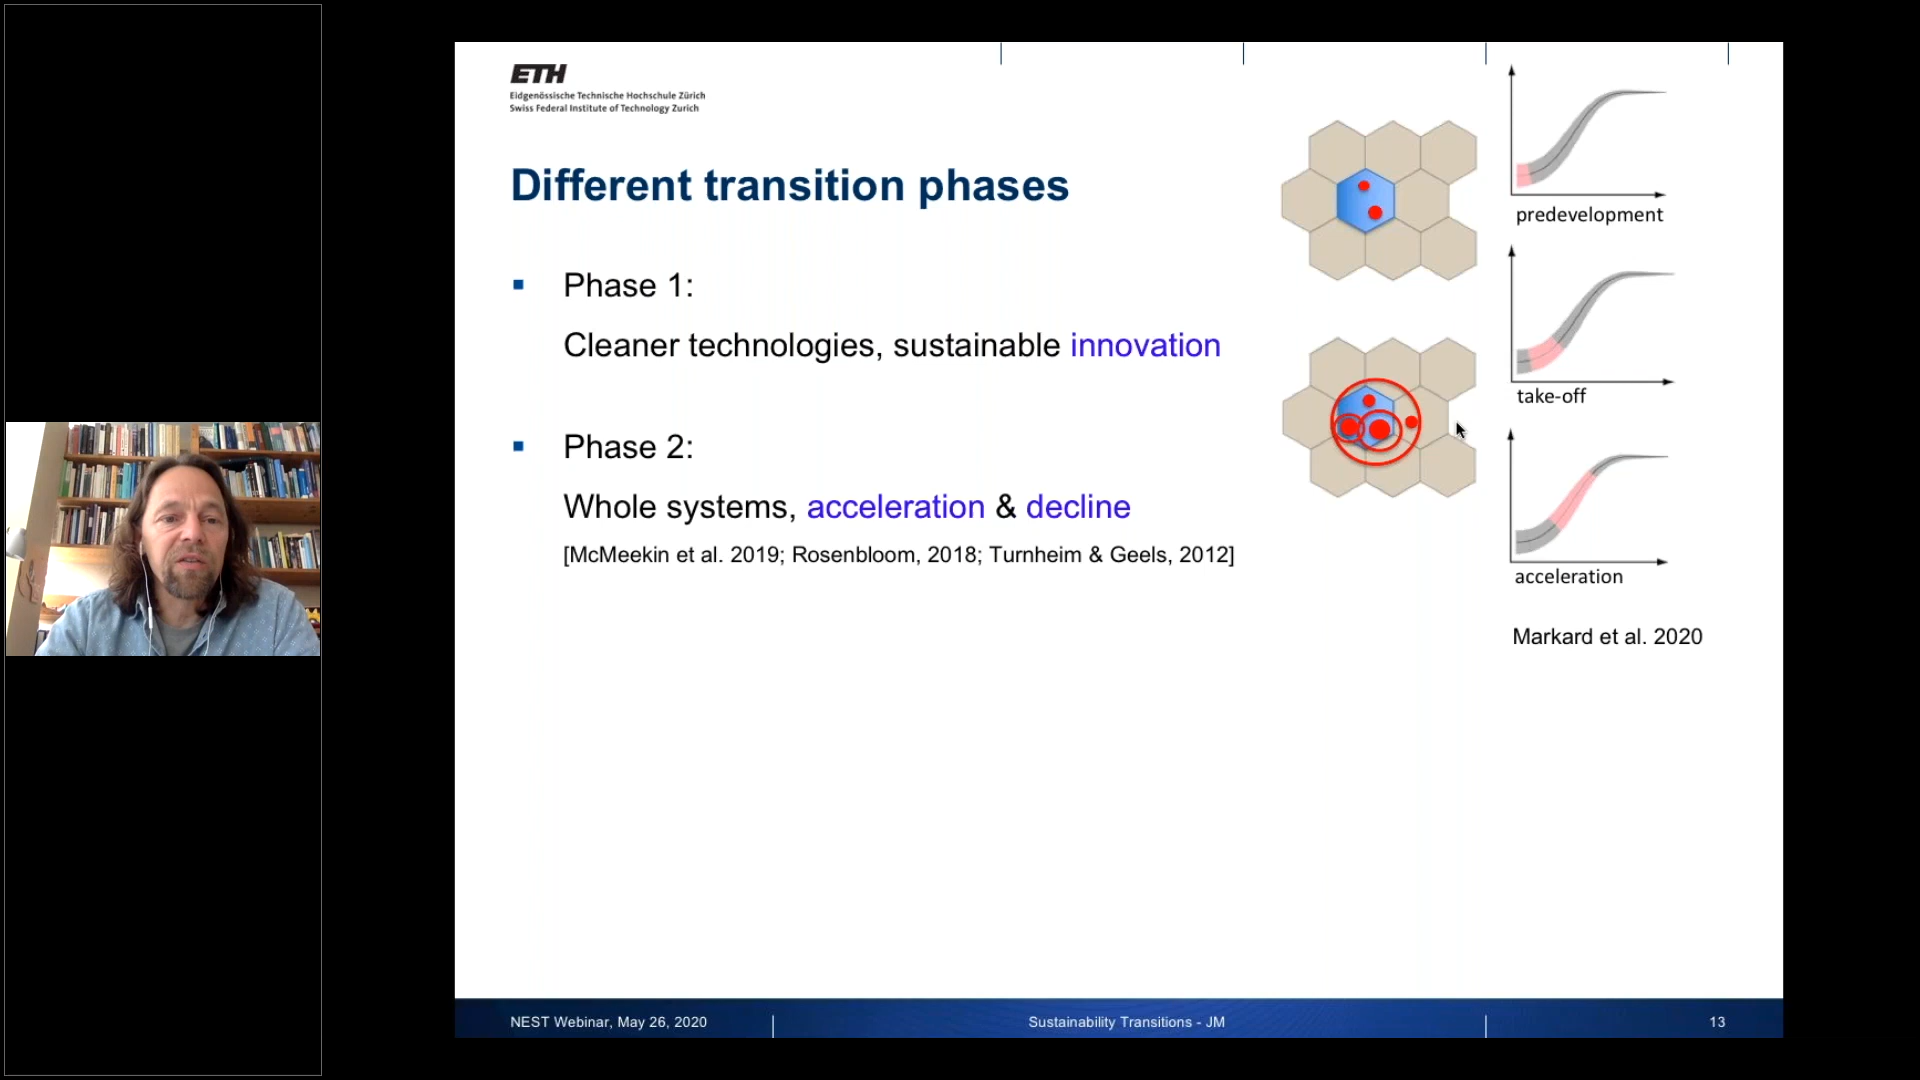 ETH
Eidgenössische Technische Hochschule Zürich
Swiss Federal Institute of Technology Zurich
Different transition phases
Phase 1:
Cleaner technologies, sustainable innovation
Phase 2:
Whole systems, acceleration & decline
[McMeekin et al. 2019; Rosenbloom, 2018; Turnheim & Geels, 2012]
predevelopment
take-off
acceleration
Markard et al. 2020
NEST Webinar, May 26, 2020
Sustainability Transitions - JM
13